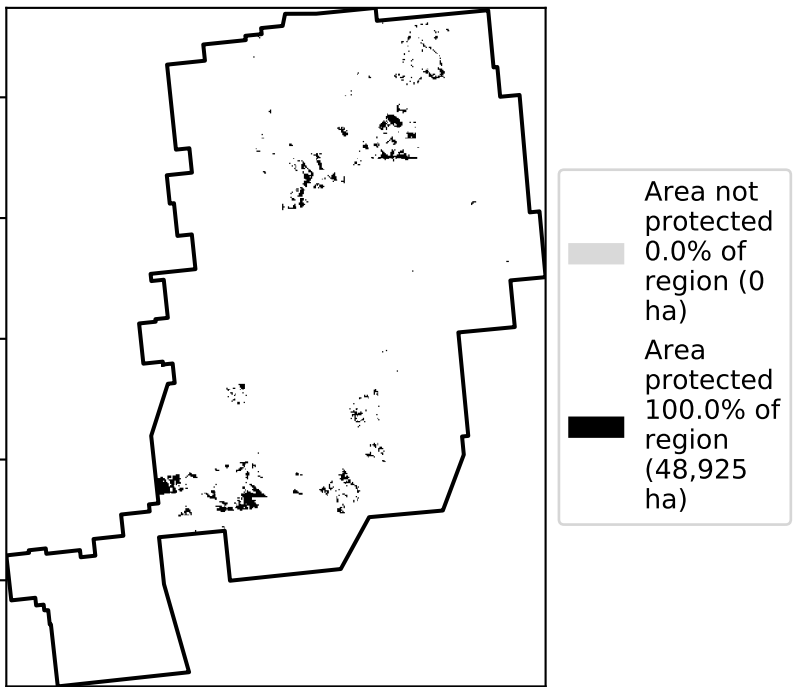 Area not
protected
0.0% of
region (0
ha)
Area
protected
100.0% of
region
(48,925
ha)